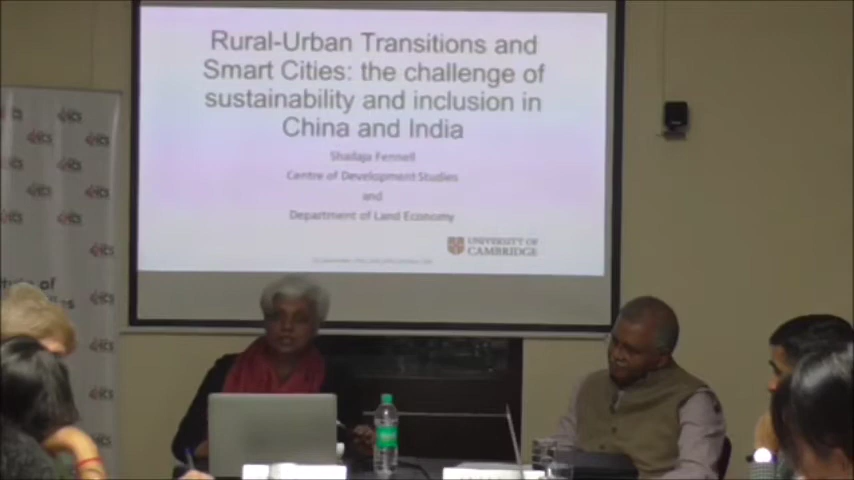 Rural-Urban Transitions and
Smart Cities: the challenge of
sustainability and inclusion in
China and India
Shailaja Fennell
Centre of Development Studies
and
Department of Land Economy
UNIVERSITY OF
CAMBRIDGE
ICS